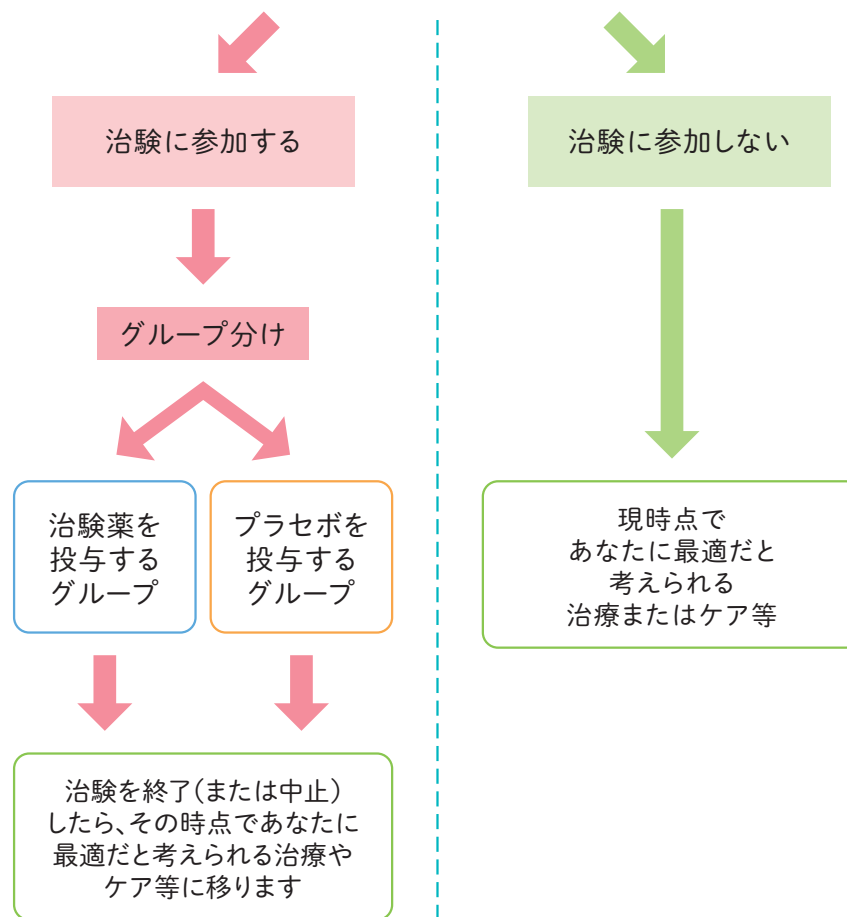 治験に参加する
治験に参加しない
グループ分け
治験薬を
投与する
グループ
プラセボを
投与する
グループ
現時点で
あなたに最適だと
考えられる
治療またはケア等
治験を終了(または中止)
したら、その時点であなたに
最適だと考えられる治療や
ケア等に移ります